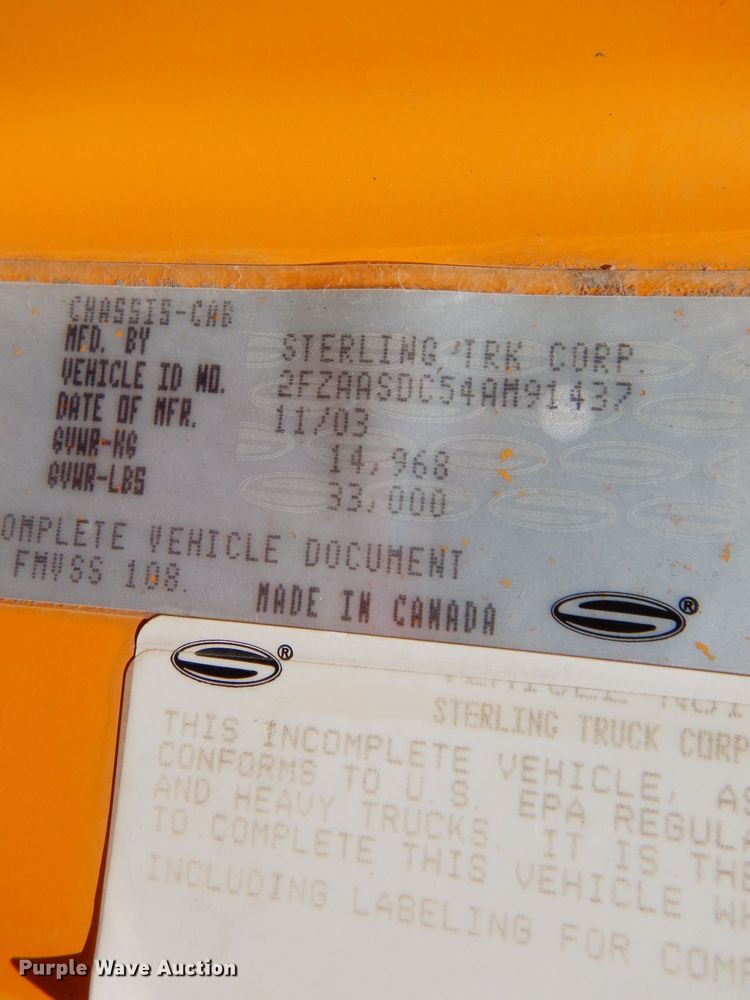 CHASSIS-CAB
MFD. BY STERLING TRK CORP.
VEHICLE ID NO. 2FZAASDC54AM91437
DATE OF MFR. 11/03
GVWR-KG 14,968
GVWR-LBS 33,000
OMPLETE VEHICLE DOCUMENT
FMVSS 108.
MADE IN CANADA
®
®
STERLING TRUCK CORP
THIS INCOMPLETE VEHICLE, AS
CONFORMS TO U.S. EPA REGULA
AND HEAVY TRUCKS. IT IS THE
TO COMPLETE THIS VEHICLE WH
INCLUDING LABELING FOR COMP
Purple Wave Auction